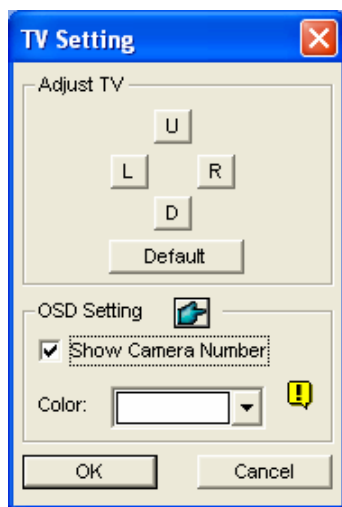 TV Setting
Adjust TV
U
L R
D
Default
OSD Setting
Show Camera Number
Color:
OK Cancel